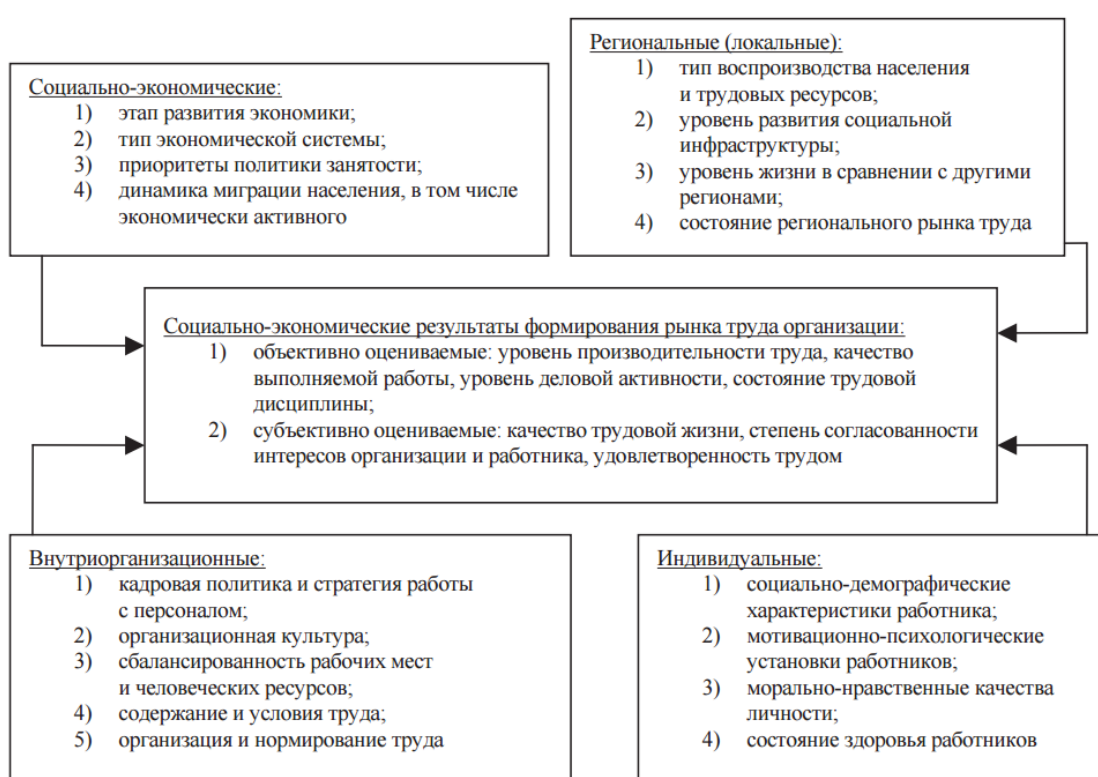 Социально-экономические:
1) этап развития экономики;
2) тип экономической системы;
3) приоритеты политики занятости;
4) динамика миграции населения, в том числе
экономически активного
Региональные (локальные):
1) тип воспроизводства населения
и трудовых ресурсов;
2) уровень развития социальной
инфраструктуры;
3) уровень жизни в сравнении с другими
регионами;
4) состояние регионального рынка труда
Социально-экономические результаты формирования рынка труда организации:
1) объективно оцениваемые: уровень производительности труда, качество
выполняемой работы, уровень деловой активности, состояние трудовой
дисциплины;
2) субъективно оцениваемые: качество трудовой жизни, степень согласованности
интересов организации и работника, удовлетворенность трудом
Внутриорганизационные:
1) кадровая политика и стратегия работы
с персоналом;
2) организационная культура;
3) сбалансированность рабочих мест
и человеческих ресурсов;
4) содержание и условия труда;
5) организация и нормирование труда
Индивидуальные:
1) социально-демографические
характеристики работника;
2) мотивационно-психологические
установки работников;
3) морально-нравственные качества
личности;
4) состояние здоровья работников